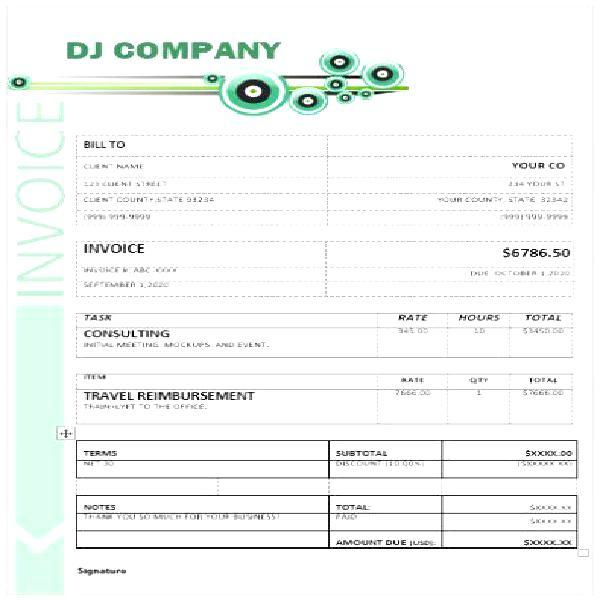 DJ COMPANY
INVOICE
BILL TO
CLIENT NAME YOUR CO
123 CLIENT STREET 234 YOUR ST
CLIENT COUNTY, STATE 93234 YOUR COUNTY, STATE 32342
(999) 999-9999 (999) 999-9999
INVOICE $6786.50
INVOICE #: ABC-XXXX DUE: OCTOBER 1,2020
SEPTEMBER 1,2020
TASK RATE HOURS TOTAL
CONSULTING 345.00 10 $3450.00
INITIAL MEETING, MOCKUPS, AND EVENT.
ITEM RATE QTY TOTAL
TRAVEL REIMBURSEMENT 7666.00 1 $7666.00
TRAIN+LYFT TO THE OFFICE.
TERMS SUBTOTAL $XXXX.00
NET 30 DISCOUNT (10.00%) ($XXXX.XX)
NOTES TOTAL: $XXXX.XX
THANK YOU SO MUCH FOR YOUR BUSINESS! PAID $XXXX.XX
AMOUNT DUE (USD): $XXXX.XX
Signature